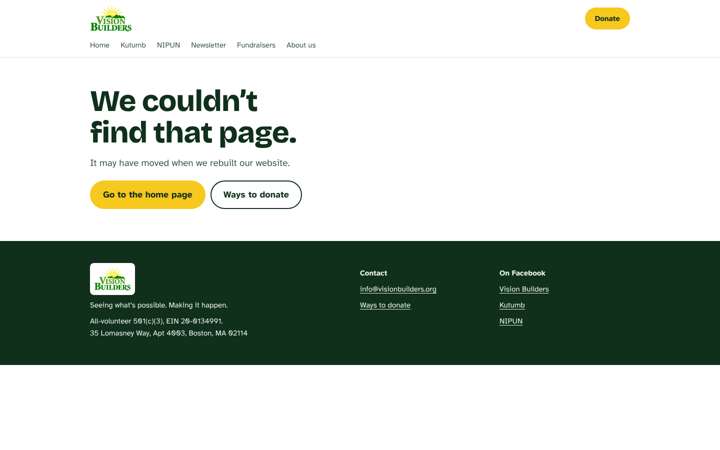 VISION
BUILDERS
Donate
Home
Kutumb
NIPUN
Newsletter
Fundraisers
About us
We couldn’t
find that page.
It may have moved when we rebuilt our website.
Go to the home page
Ways to donate
VISION
BUILDERS
Seeing what's possible. Making it happen.
All-volunteer 501(c)(3), EIN 20-0134991.
35 Lomasney Way, Apt 4003, Boston, MA 02114
Contact
info@visionbuilders.org
Ways to donate
On Facebook
Vision Builders
Kutumb
NIPUN